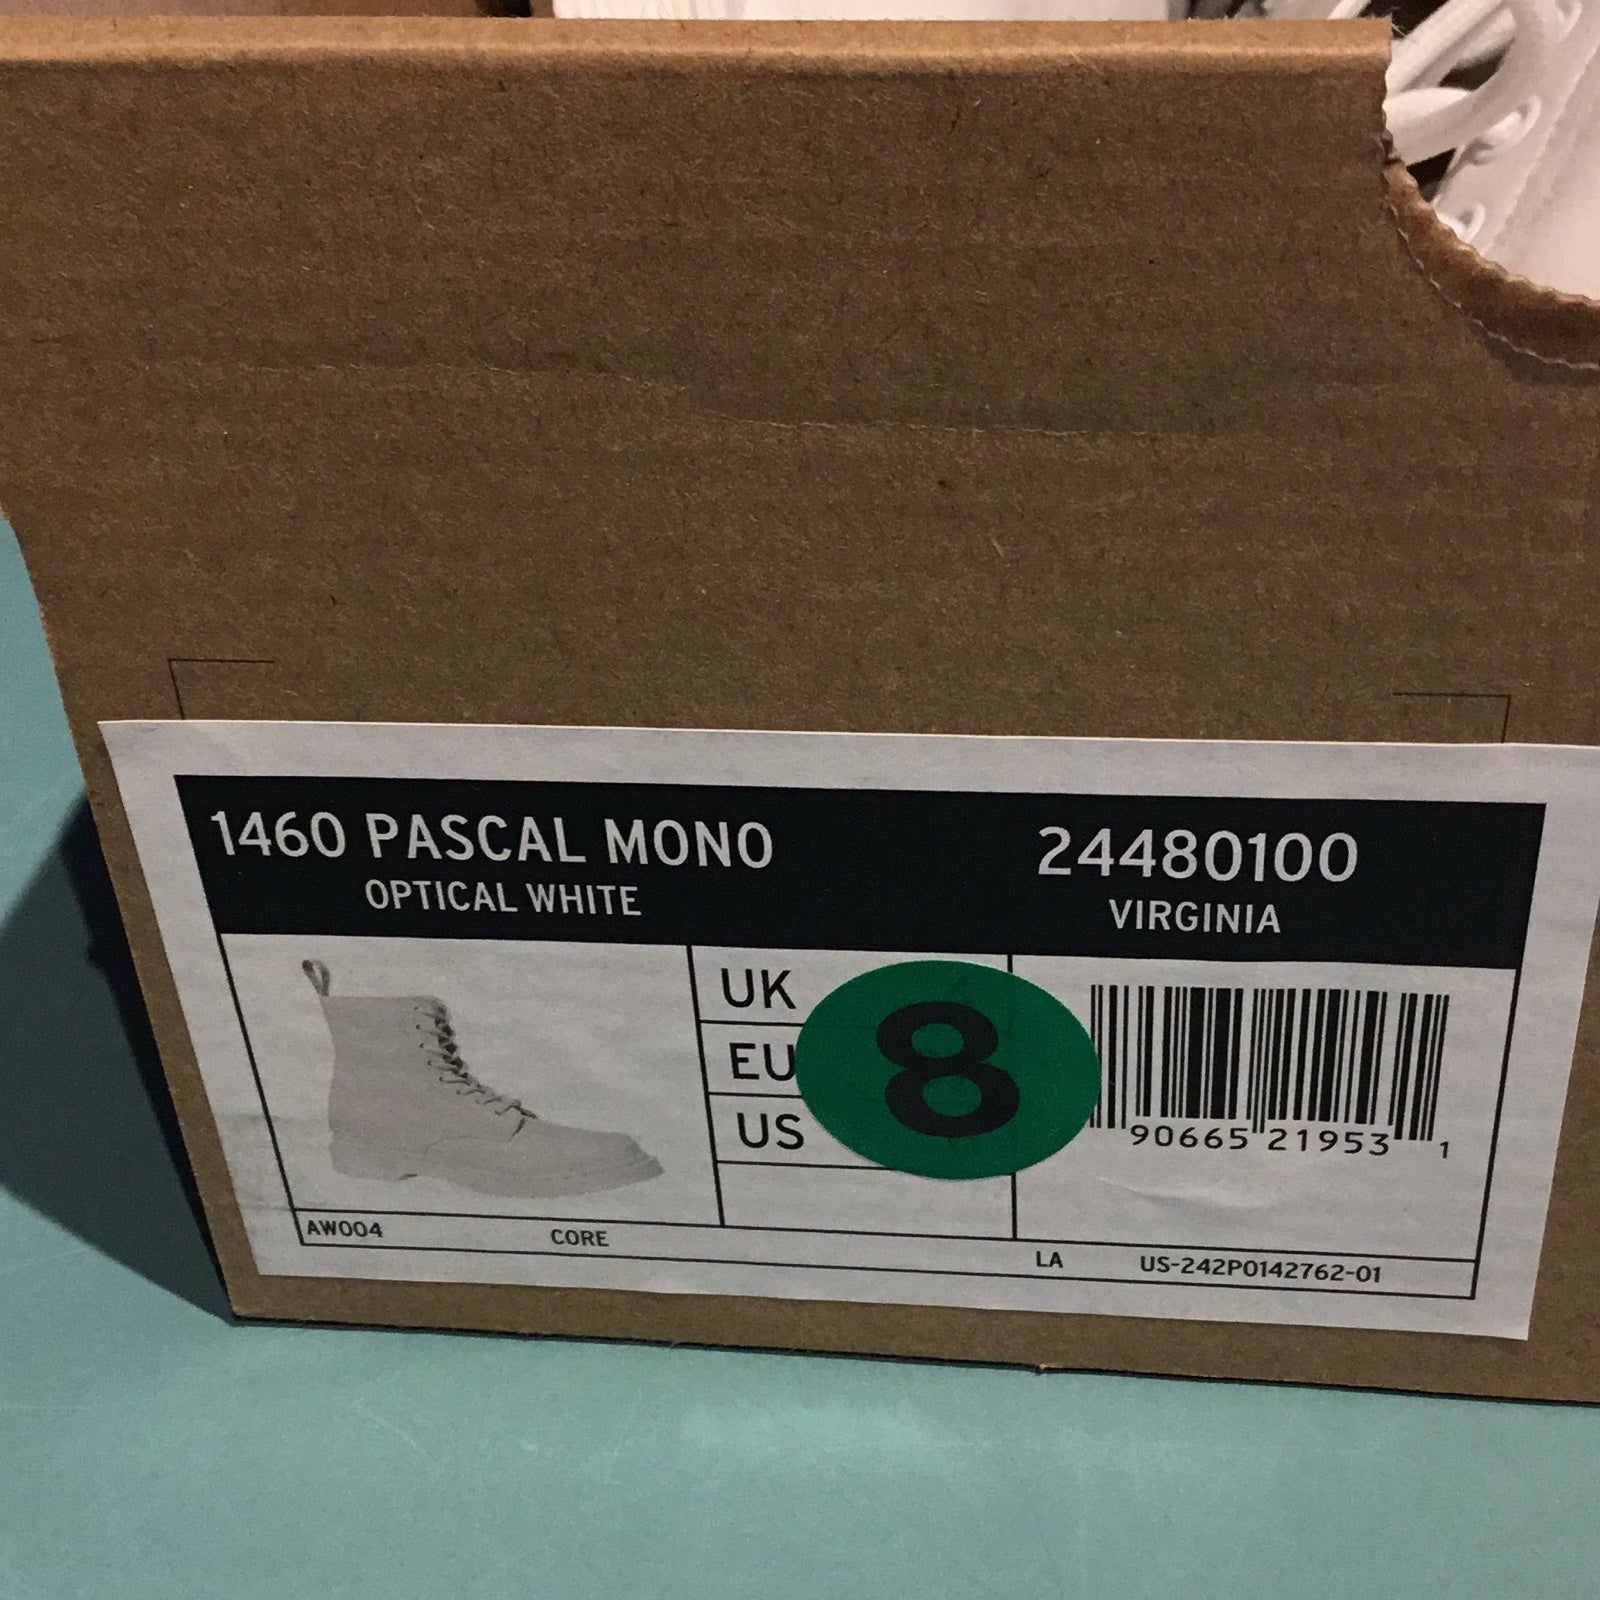 1460 PASCAL MONO
OPTICAL WHITE
24480100
VIRGINIA
UK
EU
US
8
90665 21953 1
AW004
CORE
LA
US-242P0142762-01